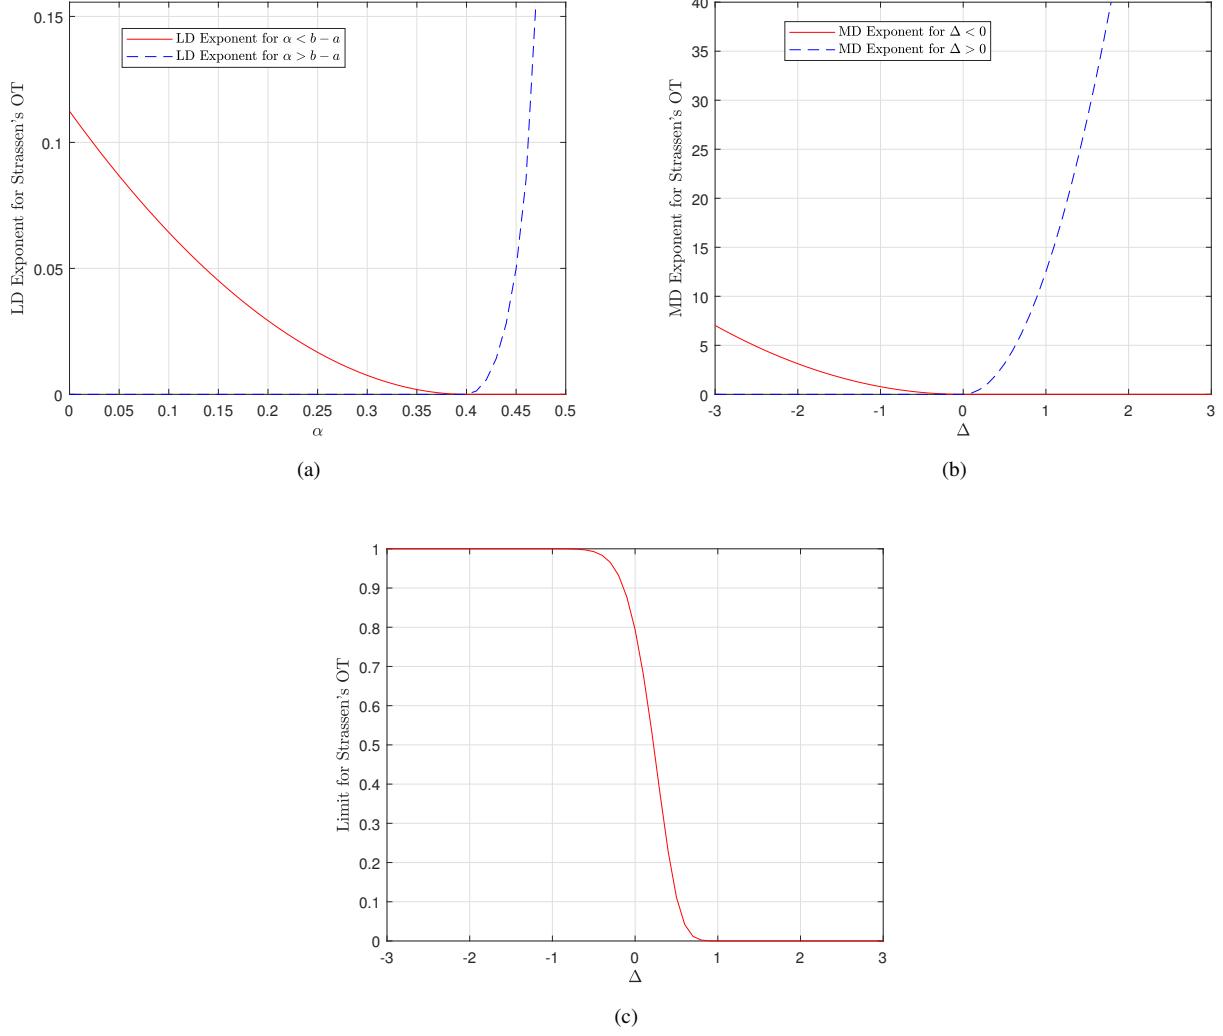 LD Exponent for Strassen's OT
0.15
0.1
0.05
0
LD Exponent for α < b − a
LD Exponent for α > b − a
0 0.05 0.1 0.15 0.2 0.25 0.3 0.35 0.4 0.45 0.5
α
(a)
MD Exponent for Strassen's OT
40
35
30
25
20
15
10
5
0
MD Exponent for Δ < 0
MD Exponent for Δ > 0
-3 -2 -1 0 1 2 3
Δ
(b)
Limit for Strassen's OT
1
0.9
0.8
0.7
0.6
0.5
0.4
0.3
0.2
0.1
0
-3 -2 -1 0 1 2 3
Δ
(c)